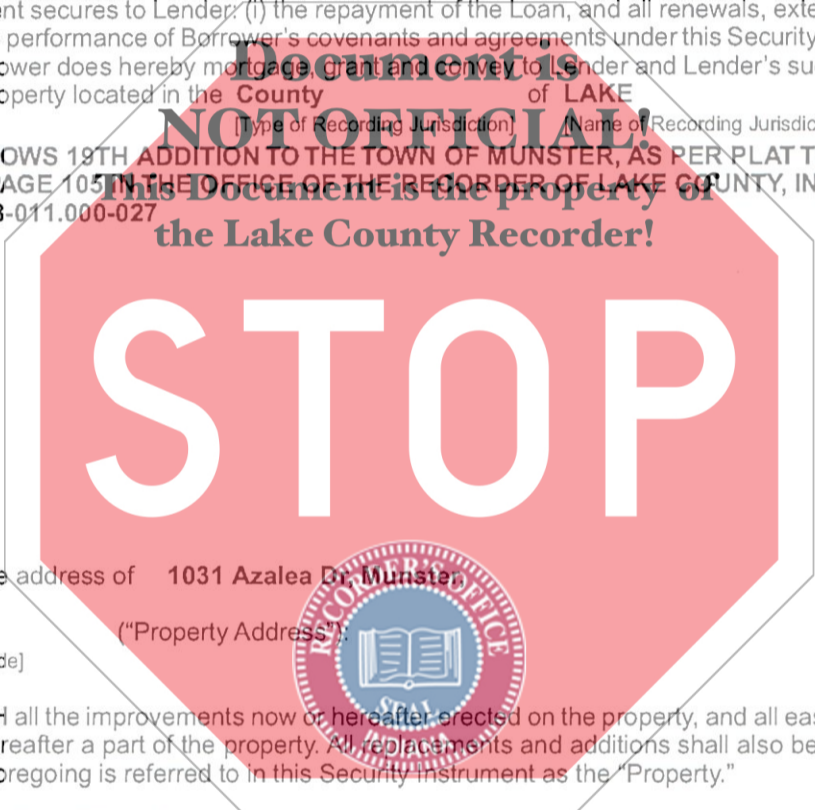 nt secures to Lender: (i) the repayment of the Loan, and all renewals, exte
performance of Borrower's covenants and agreements under this Security
ower does hereby mortgage, grant and convey to Lender and Lender's su
operty located in the County of LAKE
[Type of Recording Jurisdiction] [Name of Recording Jurisdic
OWS 19TH ADDITION TO THE TOWN OF MUNSTER, AS PER PLAT T
AGE 105 IN THE OFFICE OF THE RECORDER OF LAKE COUNTY, IN
-011.000-027
Document is
NOT OFFICIAL!
This Document is the property of
the Lake County Recorder!
STOP
address of 1031 Azalea Dr, Munster,
("Property Address"):
de]
RECORDER'S OFFICE
SEAL
INDIANA
all the improvements now or hereafter erected on the property, and all eas
reafter a part of the property. All replacements and additions shall also be
oregoing is referred to in this Security Instrument as the "Property."